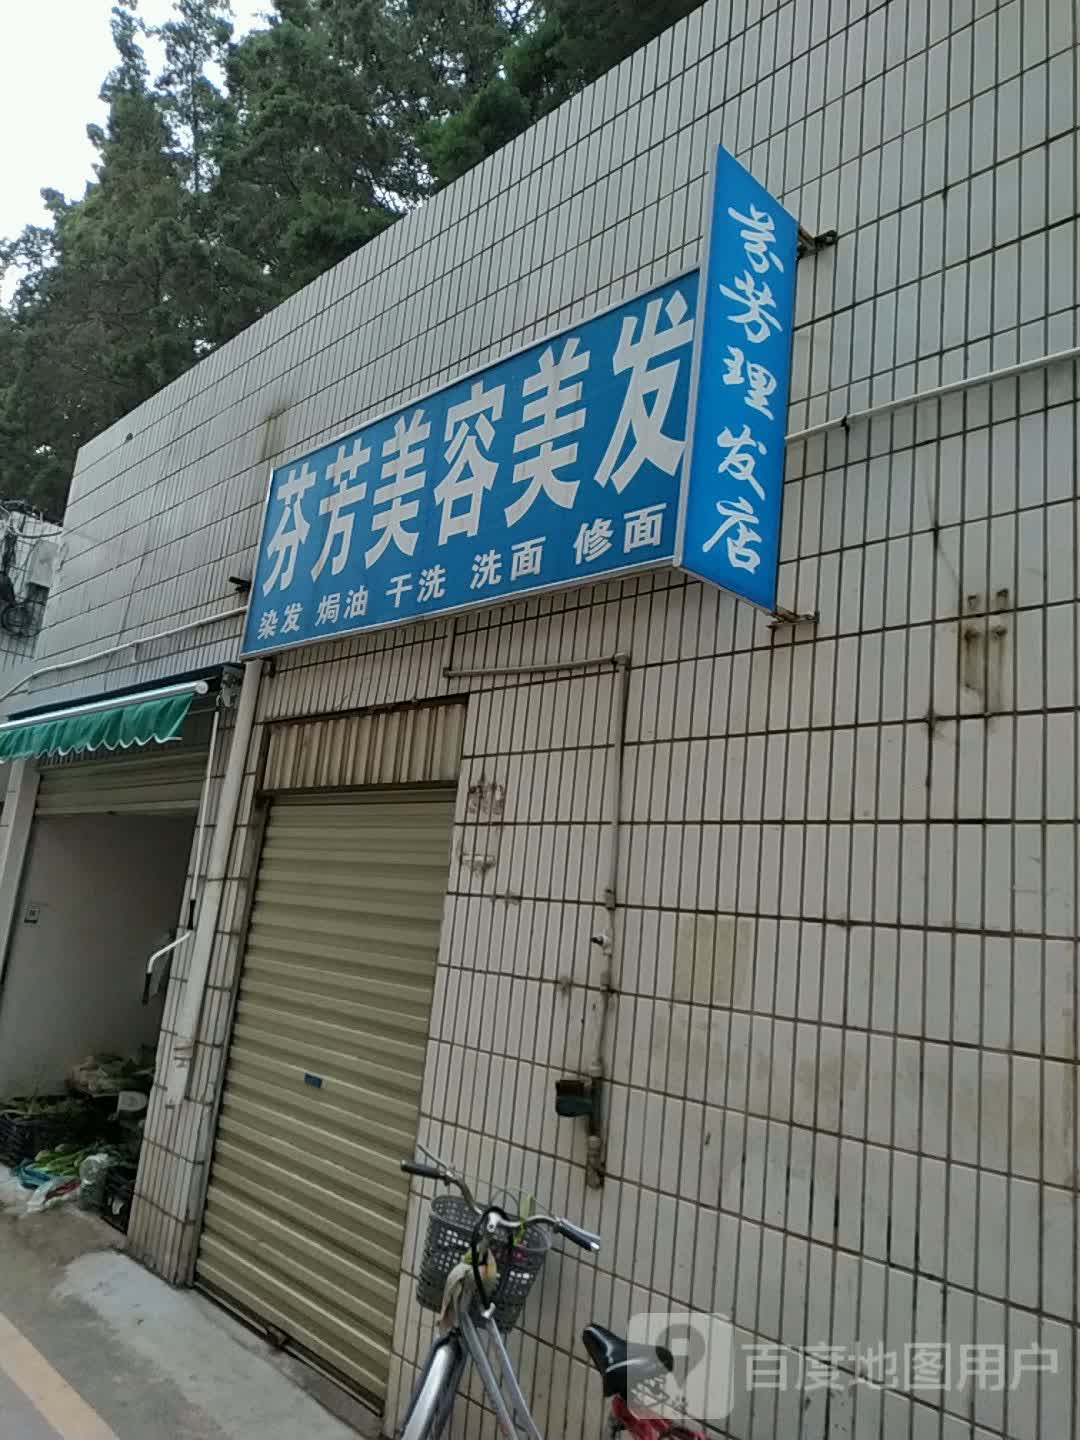 芬芳美容美发
染发 焗油 干洗 洗面 修面
芬芳理发店
百度地图用户